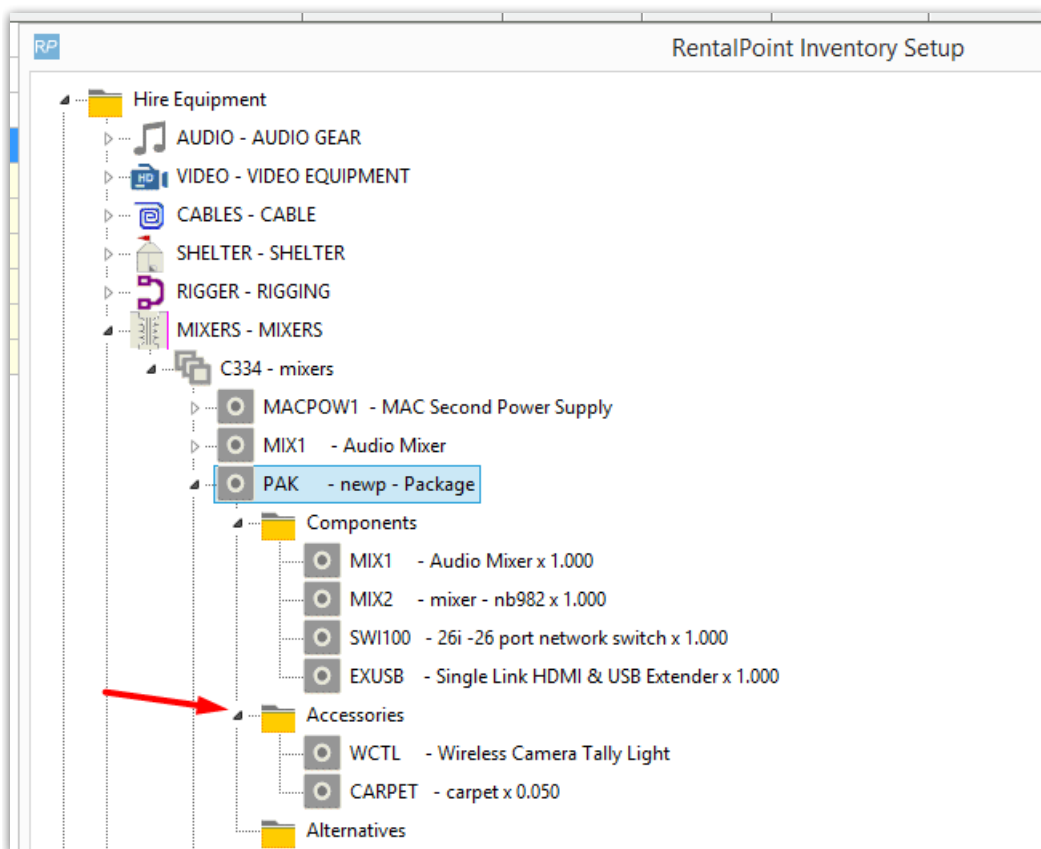 RP RentalPoint Inventory Setup
Hire Equipment
AUDIO - AUDIO GEAR
HD VIDEO - VIDEO EQUIPMENT
CABLES - CABLE
SHELTER - SHELTER
RIGGER - RIGGING
MIXERS - MIXERS
C334 - mixers
MACPOW1 - MAC Second Power Supply
MIX1 - Audio Mixer
PAK - newp - Package
Components
MIX1 - Audio Mixer x 1.000
MIX2 - mixer - nb982 x 1.000
SWI100 - 26i -26 port network switch x 1.000
EXUSB - Single Link HDMI & USB Extender x 1.000
Accessories
WCTL - Wireless Camera Tally Light
CARPET - carpet x 0.050
Alternatives